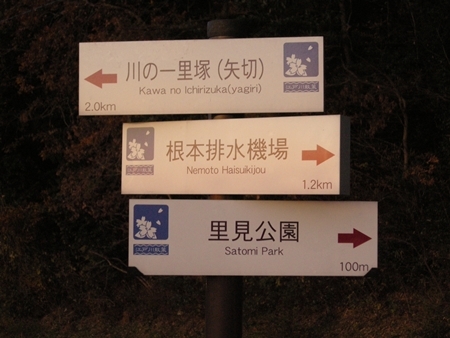 川の一里塚(矢切)
Kawa no Ichirizuka(yagiri)
2.0km
根本排水機場
Nemoto Haisuikijou
1.2km
里見公園
Satomi Park
100m